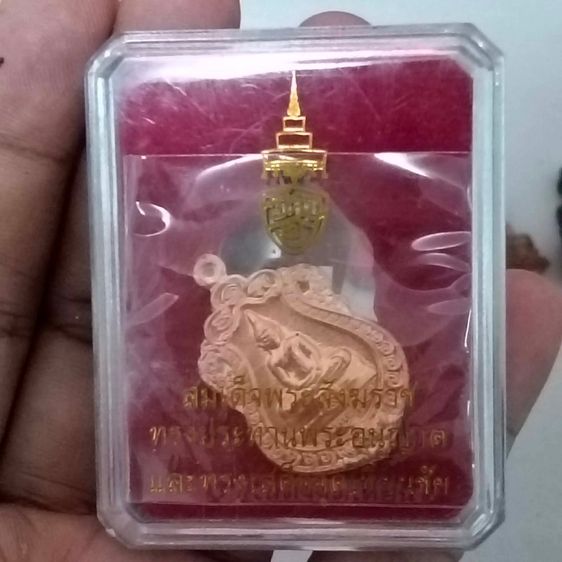 สมเด็จพระสังฆราช
ทรงประทานพระอนุญาต
และทรงเสด็จจุดเทียนชัย